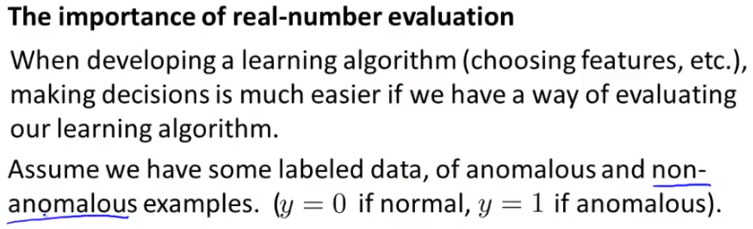 The importance of real-number evaluation
When developing a learning algorithm (choosing features, etc.),
making decisions is much easier if we have a way of evaluating
our learning algorithm.
Assume we have some labeled data, of anomalous and non-
anomalous examples. (y = 0 if normal, y = 1 if anomalous).